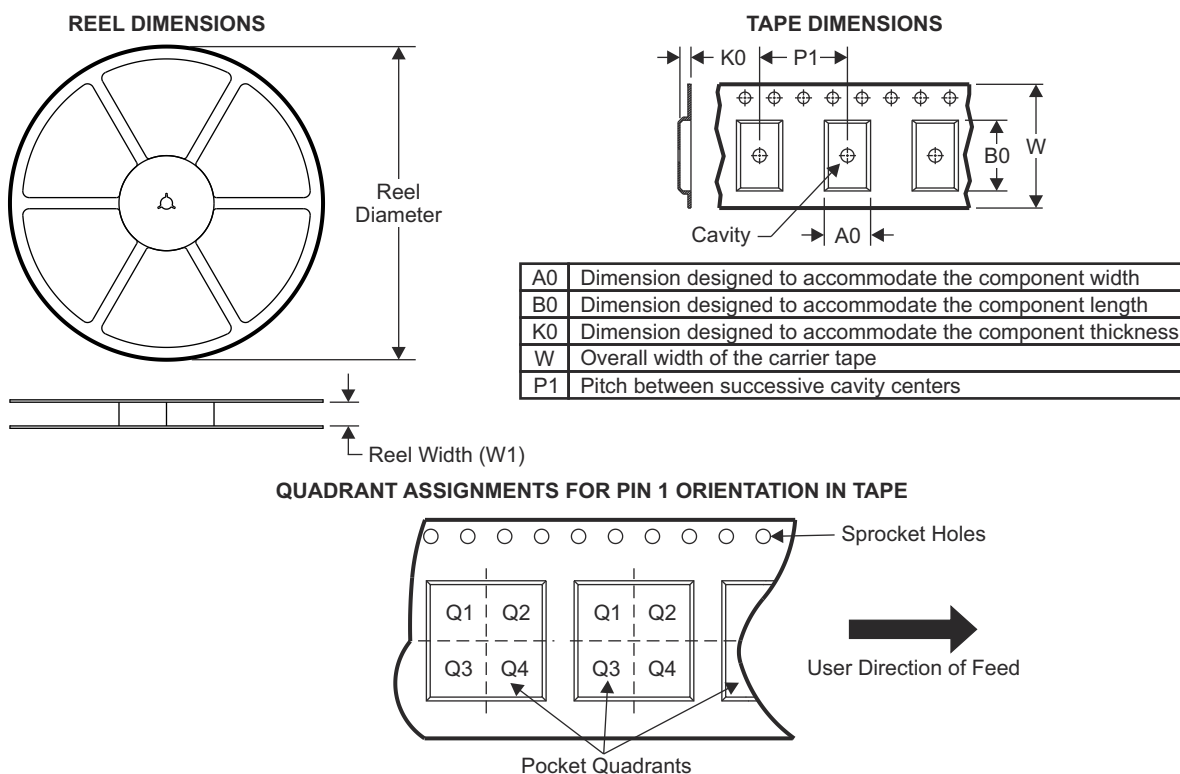 REEL DIMENSIONS
Reel
Diameter
Reel Width (W1)
TAPE DIMENSIONS
K0
P1
B0
W
Cavity
A0
A0 Dimension designed to accommodate the component width
B0 Dimension designed to accommodate the component length
K0 Dimension designed to accommodate the component thickness
W Overall width of the carrier tape
P1 Pitch between successive cavity centers
QUADRANT ASSIGNMENTS FOR PIN 1 ORIENTATION IN TAPE
Sprocket Holes
Q1 Q2 Q1 Q2
Q3 Q4 Q3 Q4
User Direction of Feed
Pocket Quadrants